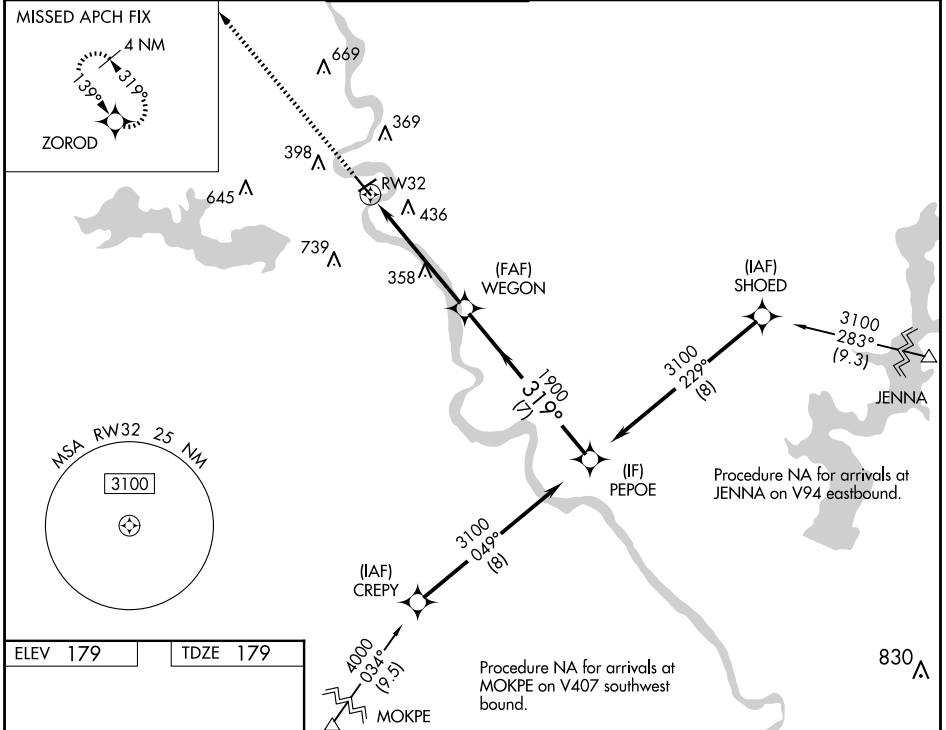 MISSED APCH FIX
4 NM
319°
139°
ZOROD
669
369
398
645
RW32
436
739
358
(FAF)
WEGON
(IAF)
SHOED
3100
283°
(9.3)
JENNA
3100
229°
(8)
1900
319°
(7)
(IF)
PEPOE
Procedure NA for arrivals at
JENNA on V94 eastbound.
MSA RW32 25 NM
3100
3100
049°
(8)
(IAF)
CREPY
4000
034°
(9.5)
MOKPE
Procedure NA for arrivals at
MOKPE on V407 southwest
bound.
830
ELEV 179
TDZE 179